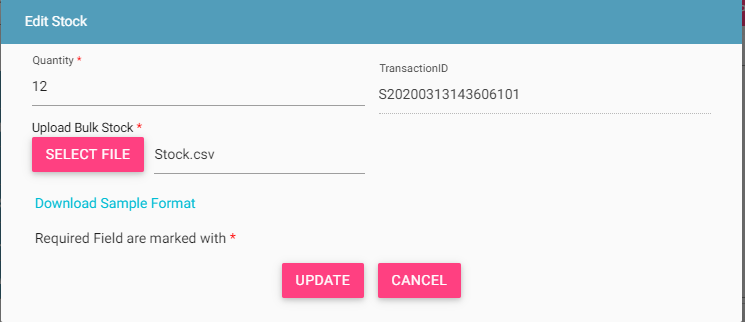 Edit Stock
Quantity *
12
TransactionID
S20200313143606101
Upload Bulk Stock *
SELECT FILE
Stock.csv
Download Sample Format
Required Field are marked with *
UPDATE
CANCEL